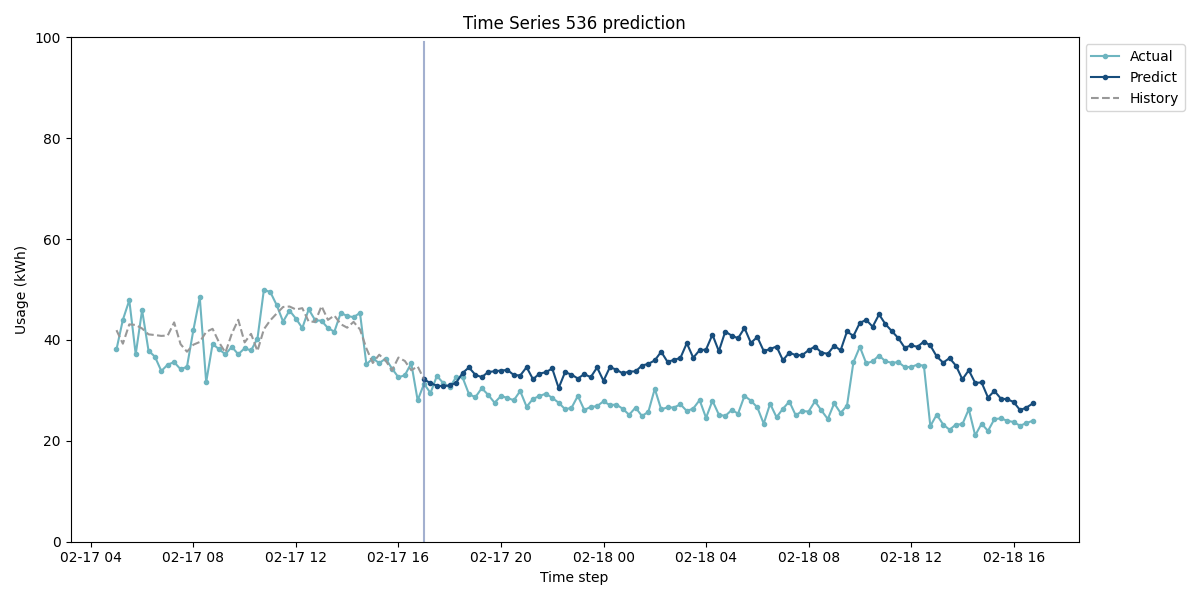 Time Series 536 prediction
Actual
Predict
History
100
80
60
40
20
0
Usage (kWh)
02-17 04 02-17 08 02-17 12 02-17 16 02-17 20 02-18 00 02-18 04 02-18 08 02-18 12 02-18 16
Time step